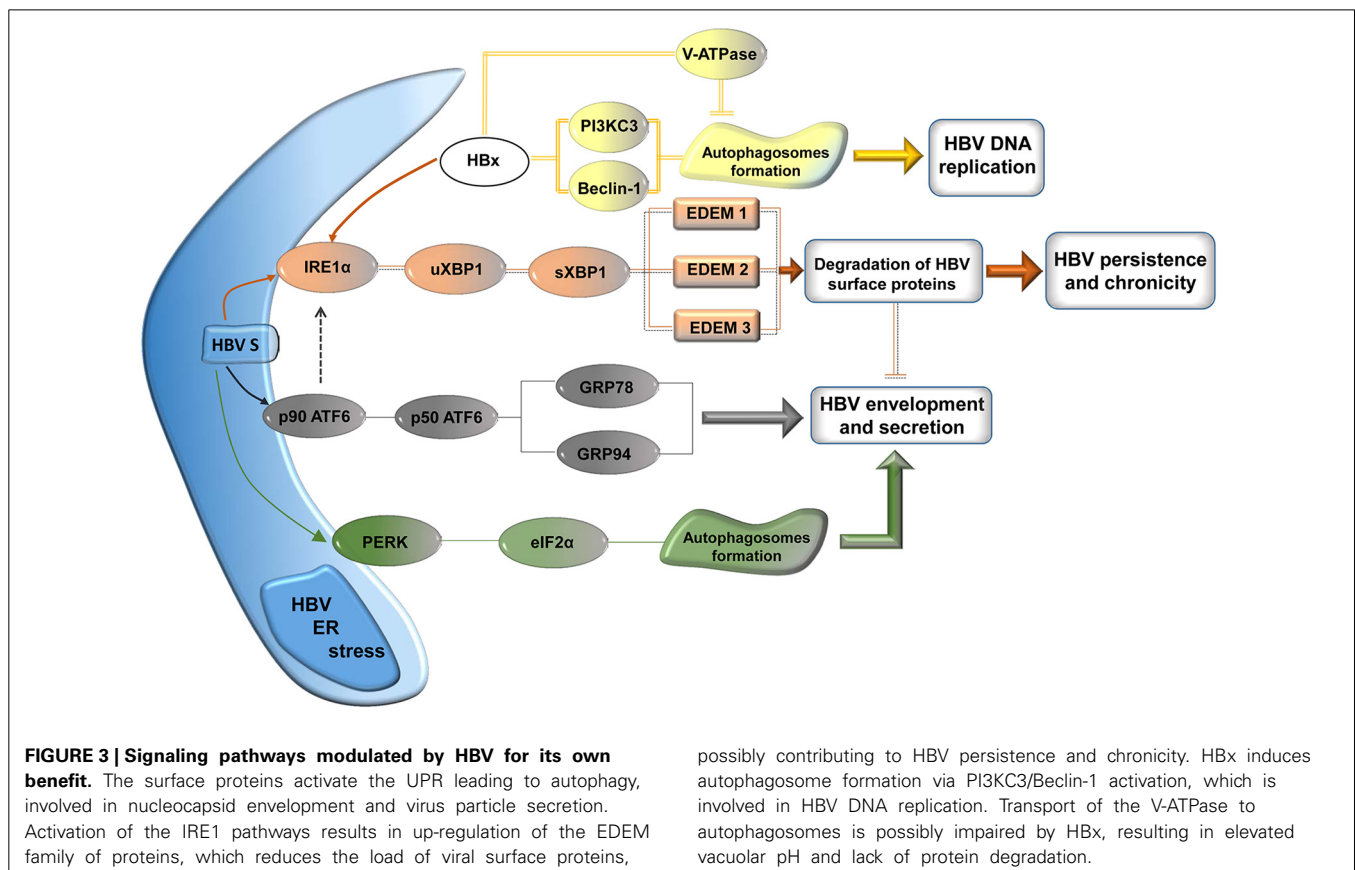 V-ATPase
PI3KC3
HBx
Beclin-1
Autophagosomes
formation
HBV DNA
replication
EDEM 1
IRE1α
uXBP1
sXBP1
EDEM 2
EDEM 3
Degradation of HBV
surface proteins
HBV persistence
and chronicity
HBV S
p90 ATF6
p50 ATF6
GRP78
GRP94
HBV envelopment
and secretion
PERK
eIF2α
Autophagosomes
formation
HBV
ER
stress
FIGURE 3 | Signaling pathways modulated by HBV for its own
benefit. The surface proteins activate the UPR leading to autophagy,
involved in nucleocapsid envelopment and virus particle secretion.
Activation of the IRE1 pathways results in up-regulation of the EDEM
family of proteins, which reduces the load of viral surface proteins,
possibly contributing to HBV persistence and chronicity. HBx induces
autophagosome formation via PI3KC3/Beclin-1 activation, which is
involved in HBV DNA replication. Transport of the V-ATPase to
autophagosomes is possibly impaired by HBx, resulting in elevated
vacuolar pH and lack of protein degradation.